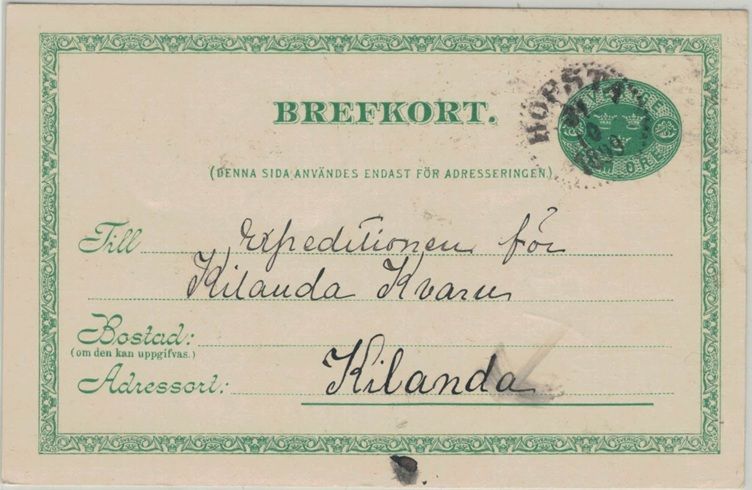 BREFKORT.
(DENNA SIDA ANVÄNDES ENDAST FÖR ADRESSERINGEN.)
Till Expeditionen för
Kilanda Kvarn
Bostad:
(om den kan uppgifvas.)
Adressort: Kilanda